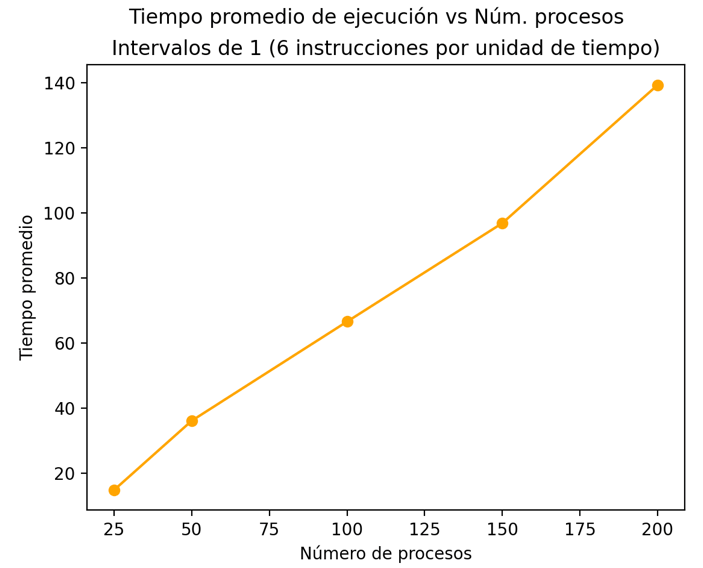 Tiempo promedio de ejecución vs Núm. procesos
Intervalos de 1 (6 instrucciones por unidad de tiempo)
140
120
100
80
60
40
20
Tiempo promedio
25 50 75 100 125 150 175 200
Número de procesos